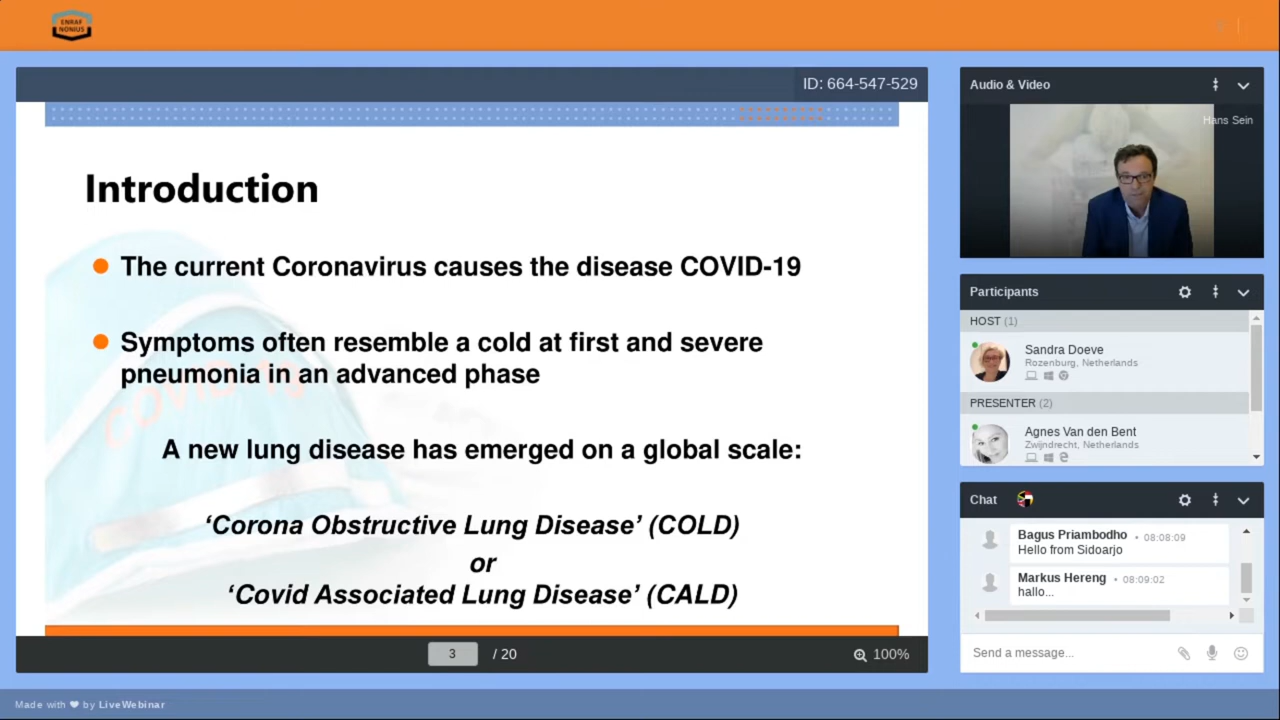 ENRAF
NONIUS
ID: 664-547-529
Introduction
The current Coronavirus causes the disease COVID-19
Symptoms often resemble a cold at first and severe
pneumonia in an advanced phase
COVID-19
A new lung disease has emerged on a global scale:
‘Corona Obstructive Lung Disease’ (COLD)
or
‘Covid Associated Lung Disease’ (CALD)
3 / 20
100%
Audio & Video
Hans Sein
Participants
HOST (1)
Sandra Doeve
Rozenburg, Netherlands
PRESENTER (2)
Agnes Van den Bent
Zwijndrecht, Netherlands
Chat
Bagus Priambodho • 08:08:09
Hello from Sidoarjo
Markus Hereng • 08:09:02
hallo...
Send a message...
Made with ❤ by LiveWebinar